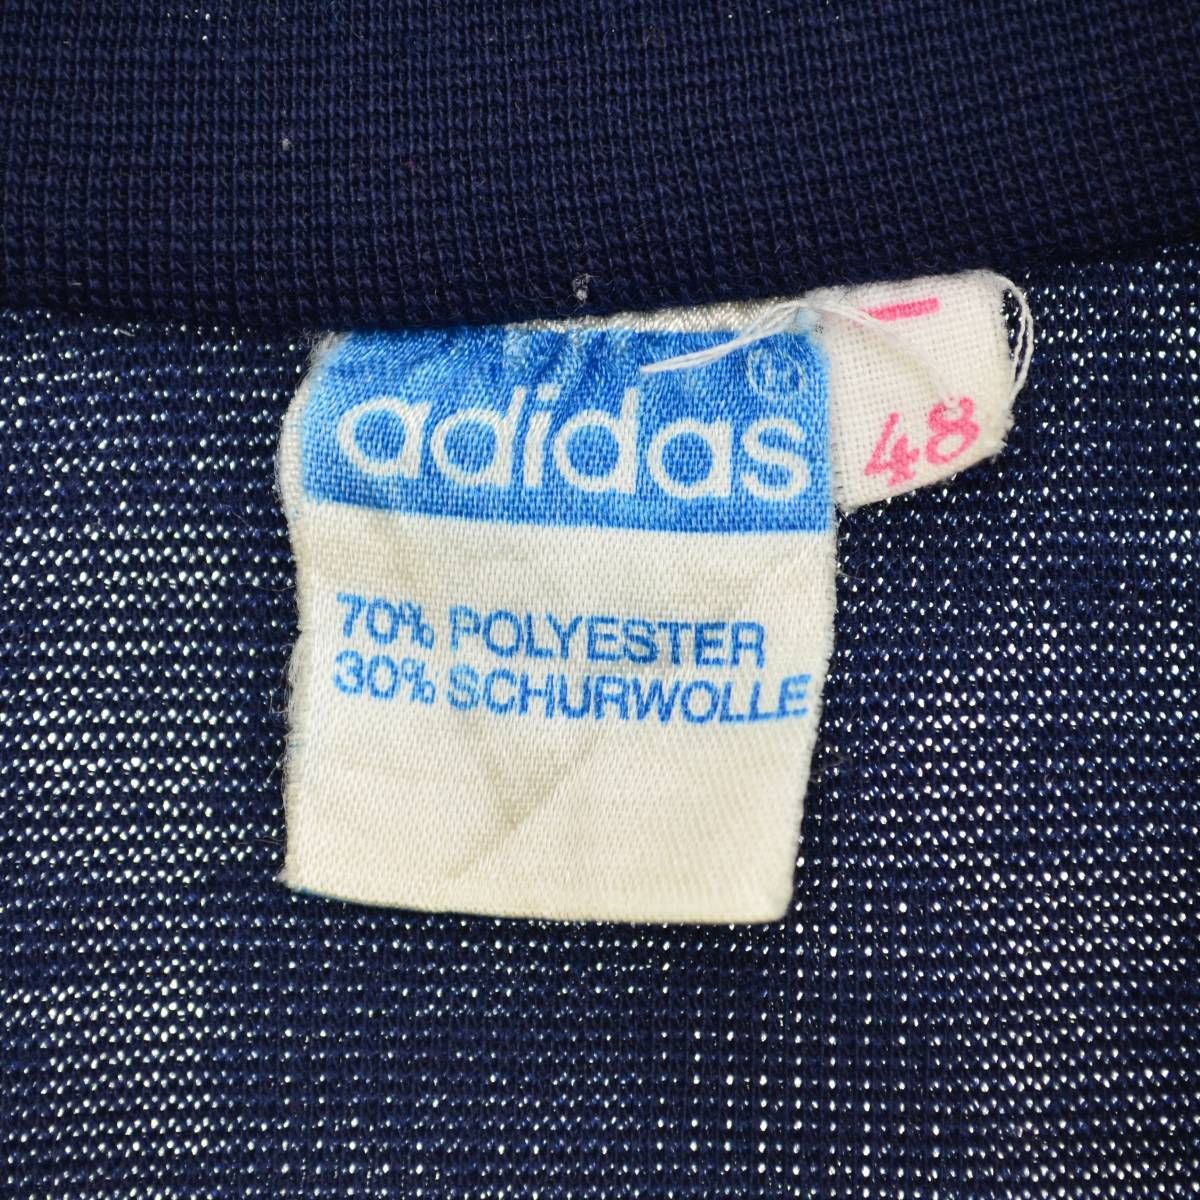 adidas®
48
70% POLYESTER
30% SCHURWOLLE